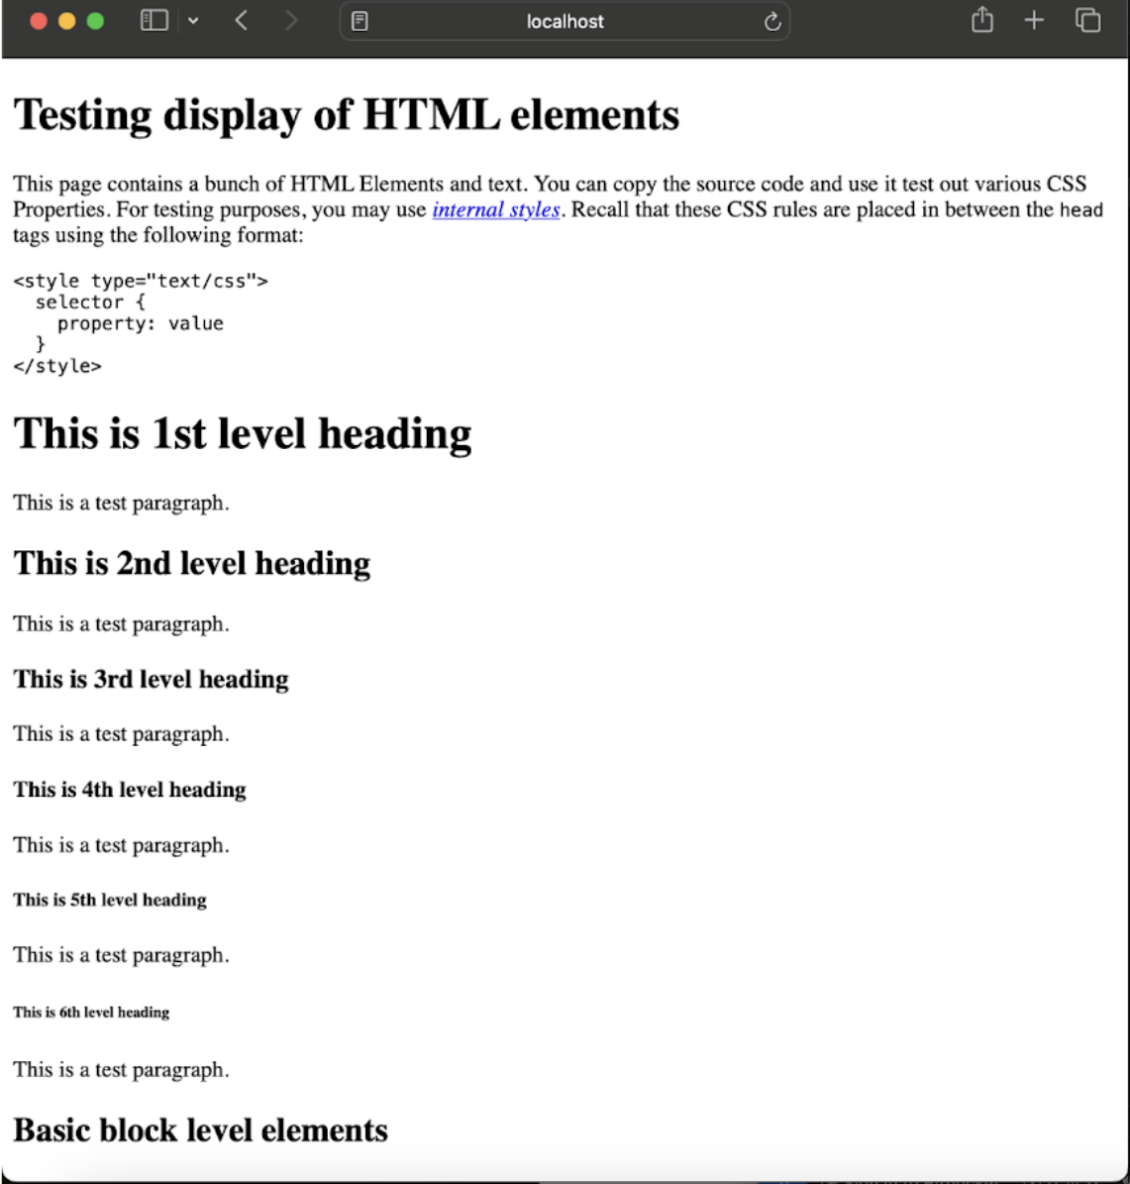 localhost
Testing display of HTML elements
This page contains a bunch of HTML Elements and text. You can copy the source code and use it test out various CSS
Properties. For testing purposes, you may use internal styles. Recall that these CSS rules are placed in between the head
tags using the following format:
<style type="text/css">
  selector {
    property: value
  }
</style>
This is 1st level heading
This is a test paragraph.
This is 2nd level heading
This is a test paragraph.
This is 3rd level heading
This is a test paragraph.
This is 4th level heading
This is a test paragraph.
This is 5th level heading
This is a test paragraph.
This is 6th level heading
This is a test paragraph.
Basic block level elements